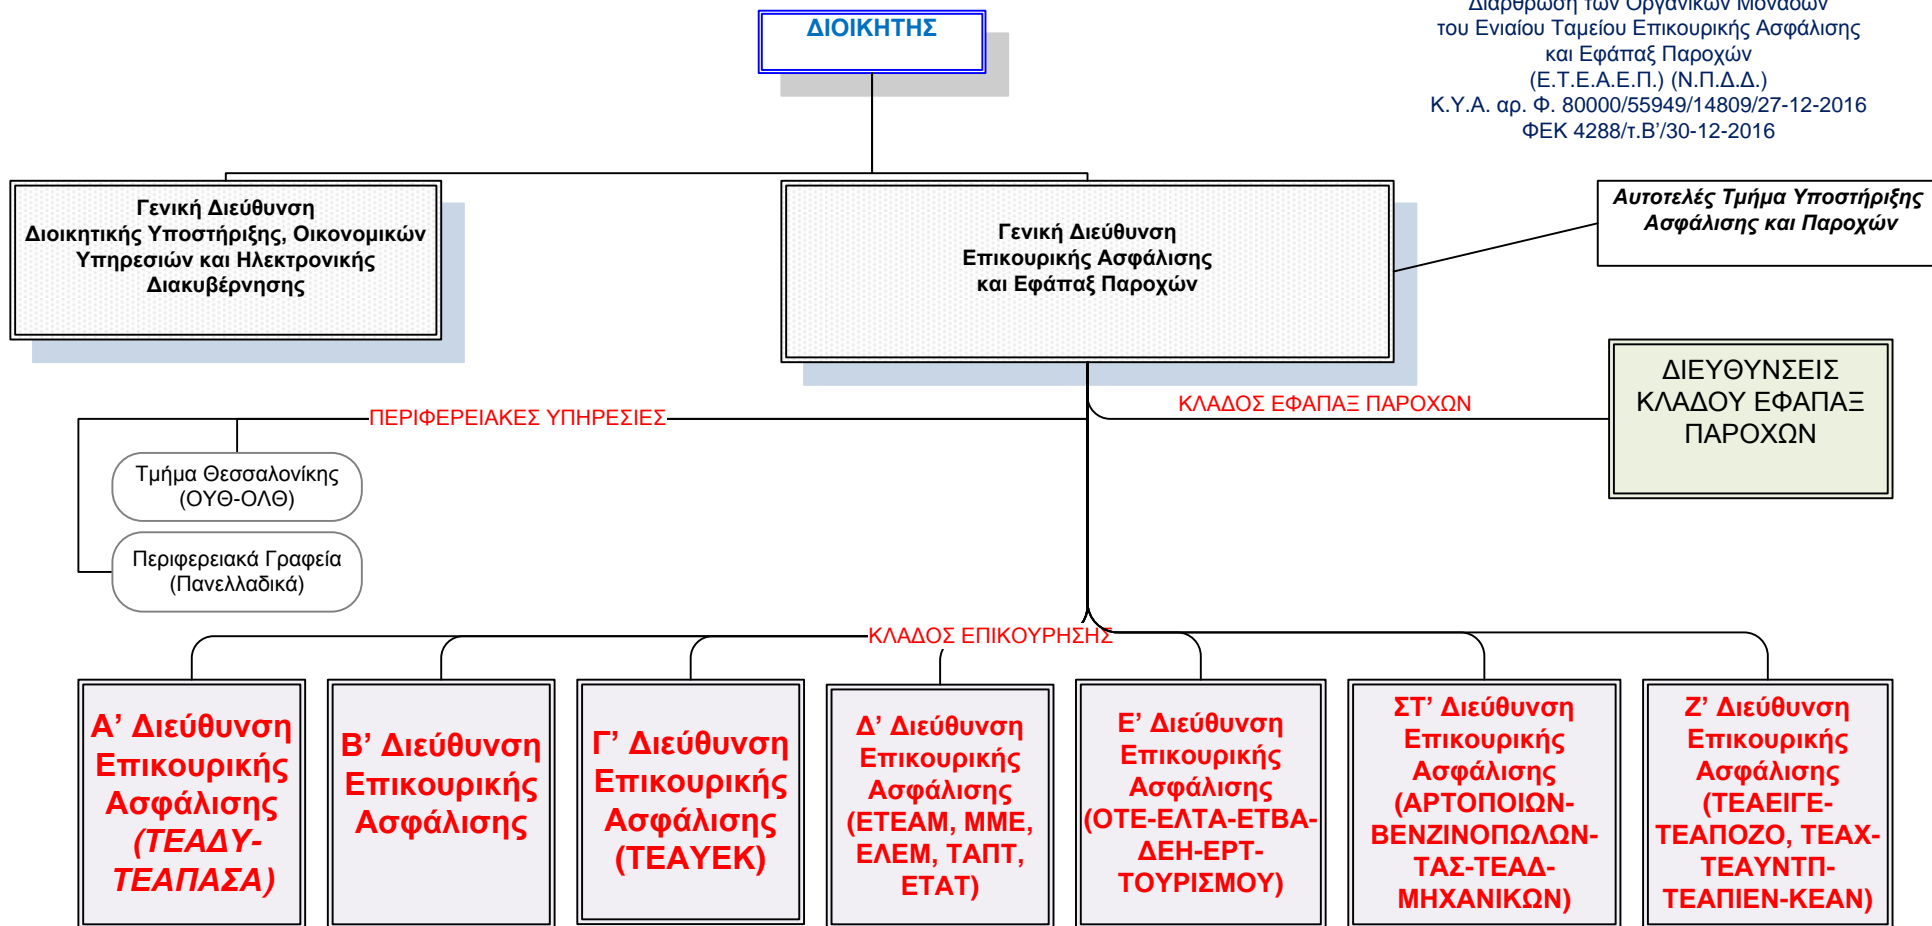 ΔΙΟΙΚΗΤΗΣ
Διάρθρωση των Οργανικών Μονάδων
του Ενιαίου Ταμείου Επικουρικής Ασφάλισης
και Εφάπαξ Παροχών
(Ε.Τ.Ε.Α.Ε.Π.) (Ν.Π.Δ.Δ.)
Κ.Υ.Α. αρ. Φ. 80000/55949/14809/27-12-2016
ΦΕΚ 4288/τ.Β’/30-12-2016
Γενική Διεύθυνση
Διοικητικής Υποστήριξης, Οικονομικών
Υπηρεσιών και Ηλεκτρονικής
Διακυβέρνησης
Γενική Διεύθυνση
Επικουρικής Ασφάλισης
και Εφάπαξ Παροχών
Αυτοτελές Τμήμα Υποστήριξης
Ασφάλισης και Παροχών
ΠΕΡΙΦΕΡΕΙΑΚΕΣ ΥΠΗΡΕΣΙΕΣ
ΚΛΑΔΟΣ ΕΦΑΠΑΞ ΠΑΡΟΧΩΝ
ΔΙΕΥΘΥΝΣΕΙΣ
ΚΛΑΔΟΥ ΕΦΑΠΑΞ
ΠΑΡΟΧΩΝ
Τμήμα Θεσσαλονίκης
(ΟΥΘ-ΟΛΘ)
Περιφερειακά Γραφεία
(Πανελλαδικά)
ΚΛΑΔΟΣ ΕΠΙΚΟΥΡΗΣΗΣ
Α’ Διεύθυνση
Επικουρικής
Ασφάλισης
(ΤΕΑΔΥ-
ΤΕΑΠΑΣΑ)
Β’ Διεύθυνση
Επικουρικής
Ασφάλισης
Γ’ Διεύθυνση
Επικουρικής
Ασφάλισης
(ΤΕΑΥΕΚ)
Δ’ Διεύθυνση
Επικουρικής
Ασφάλισης
(ΕΤΕΑΜ, ΜΜΕ,
ΕΛΕΜ, ΤΑΠΤ,
ΕΤΑΤ)
Ε’ Διεύθυνση
Επικουρικής
Ασφάλισης
(ΟΤΕ-ΕΛΤΑ-ΕΤΒΑ-
ΔΕΗ-ΕΡΤ-
ΤΟΥΡΙΣΜΟΥ)
ΣΤ’ Διεύθυνση
Επικουρικής
Ασφάλισης
(ΑΡΤΟΠΟΙΩΝ-
ΒΕΝΖΙΝΟΠΩΛΩΝ-
ΤΑΣ-ΤΕΑΔ-
ΜΗΧΑΝΙΚΩΝ)
Ζ’ Διεύθυνση
Επικουρικής
Ασφάλισης
(ΤΕΑΕΙΓΕ-
ΤΕΑΠΟΖΟ, ΤΕΑΧ-
ΤΕΑΥΝΤΠ-
ΤΕΑΠΙΕΝ-ΚΕΑΝ)